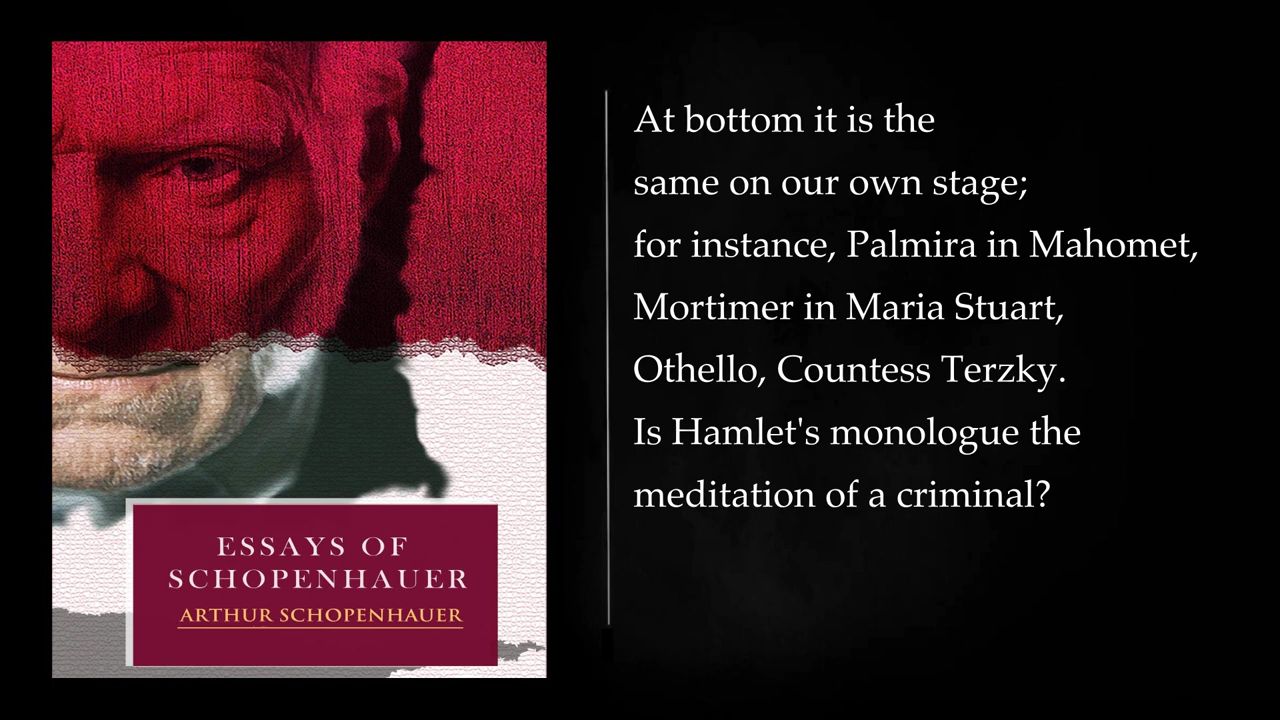 ESSAYS OF
SCHOPENHAUER
ARTHUR SCHOPENHAUER
At bottom it is the
same on our own stage;
for instance, Palmira in Mahomet,
Mortimer in Maria Stuart,
Othello, Countess Terzky.
Is Hamlet's monologue the
meditation of a criminal?